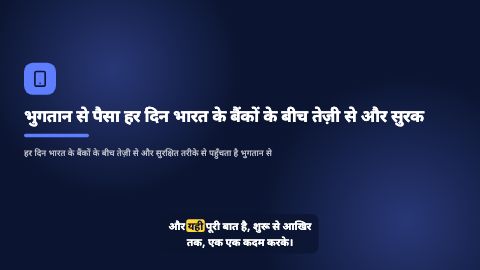 भुगतान से पैसा हर दिन भारत के बैंकों के बीच तेज़ी से और सुरक
हर दिन भारत के बैंकों के बीच तेज़ी से और सुरक्षित तरीके से पहुँचता है भुगतान से
और यही पूरी बात है, शुरू से आखिर
तक, एक एक कदम करके।